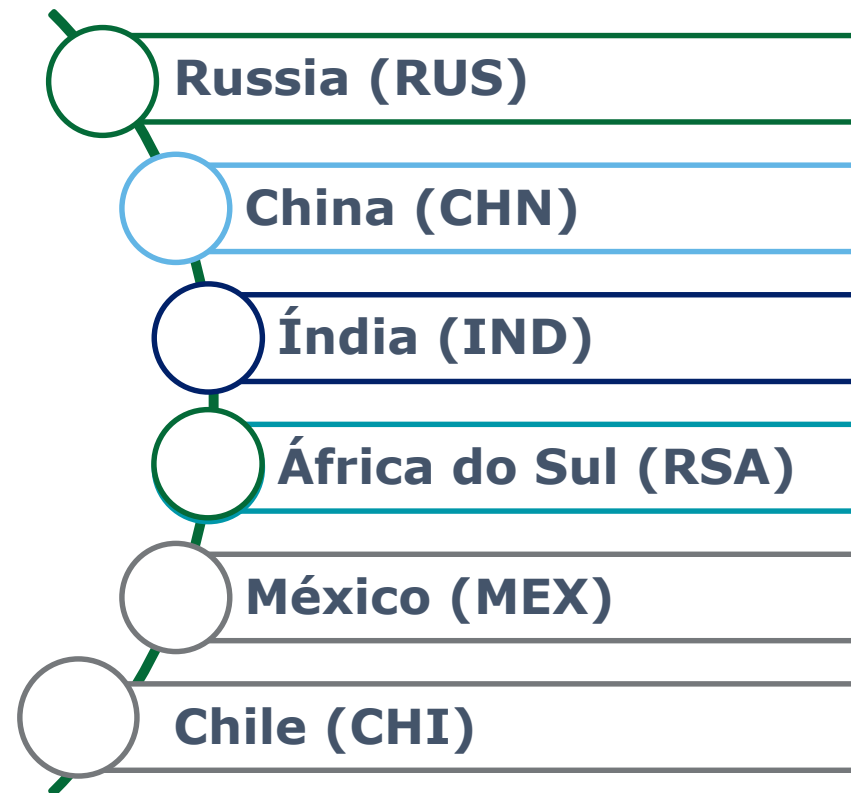 Russia (RUS)
China (CHN)
Índia (IND)
África do Sul (RSA)
México (MEX)
Chile (CHI)